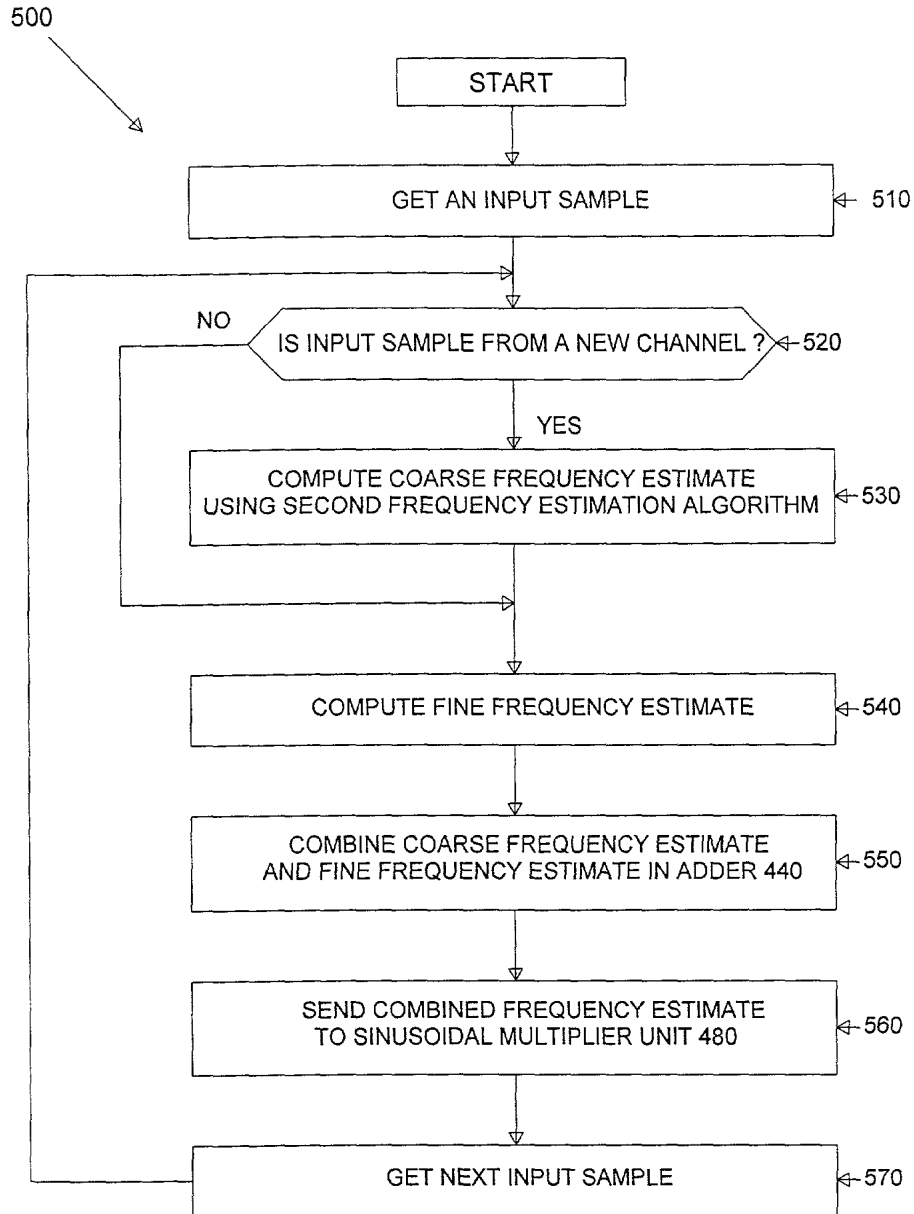 500
START
GET AN INPUT SAMPLE
510
NO
IS INPUT SAMPLE FROM A NEW CHANNEL ?
520
YES
COMPUTE COARSE FREQUENCY ESTIMATE
USING SECOND FREQUENCY ESTIMATION ALGORITHM
530
COMPUTE FINE FREQUENCY ESTIMATE
540
COMBINE COARSE FREQUENCY ESTIMATE
AND FINE FREQUENCY ESTIMATE IN ADDER 440
550
SEND COMBINED FREQUENCY ESTIMATE
TO SINUSOIDAL MULTIPLIER UNIT 480
560
GET NEXT INPUT SAMPLE
570